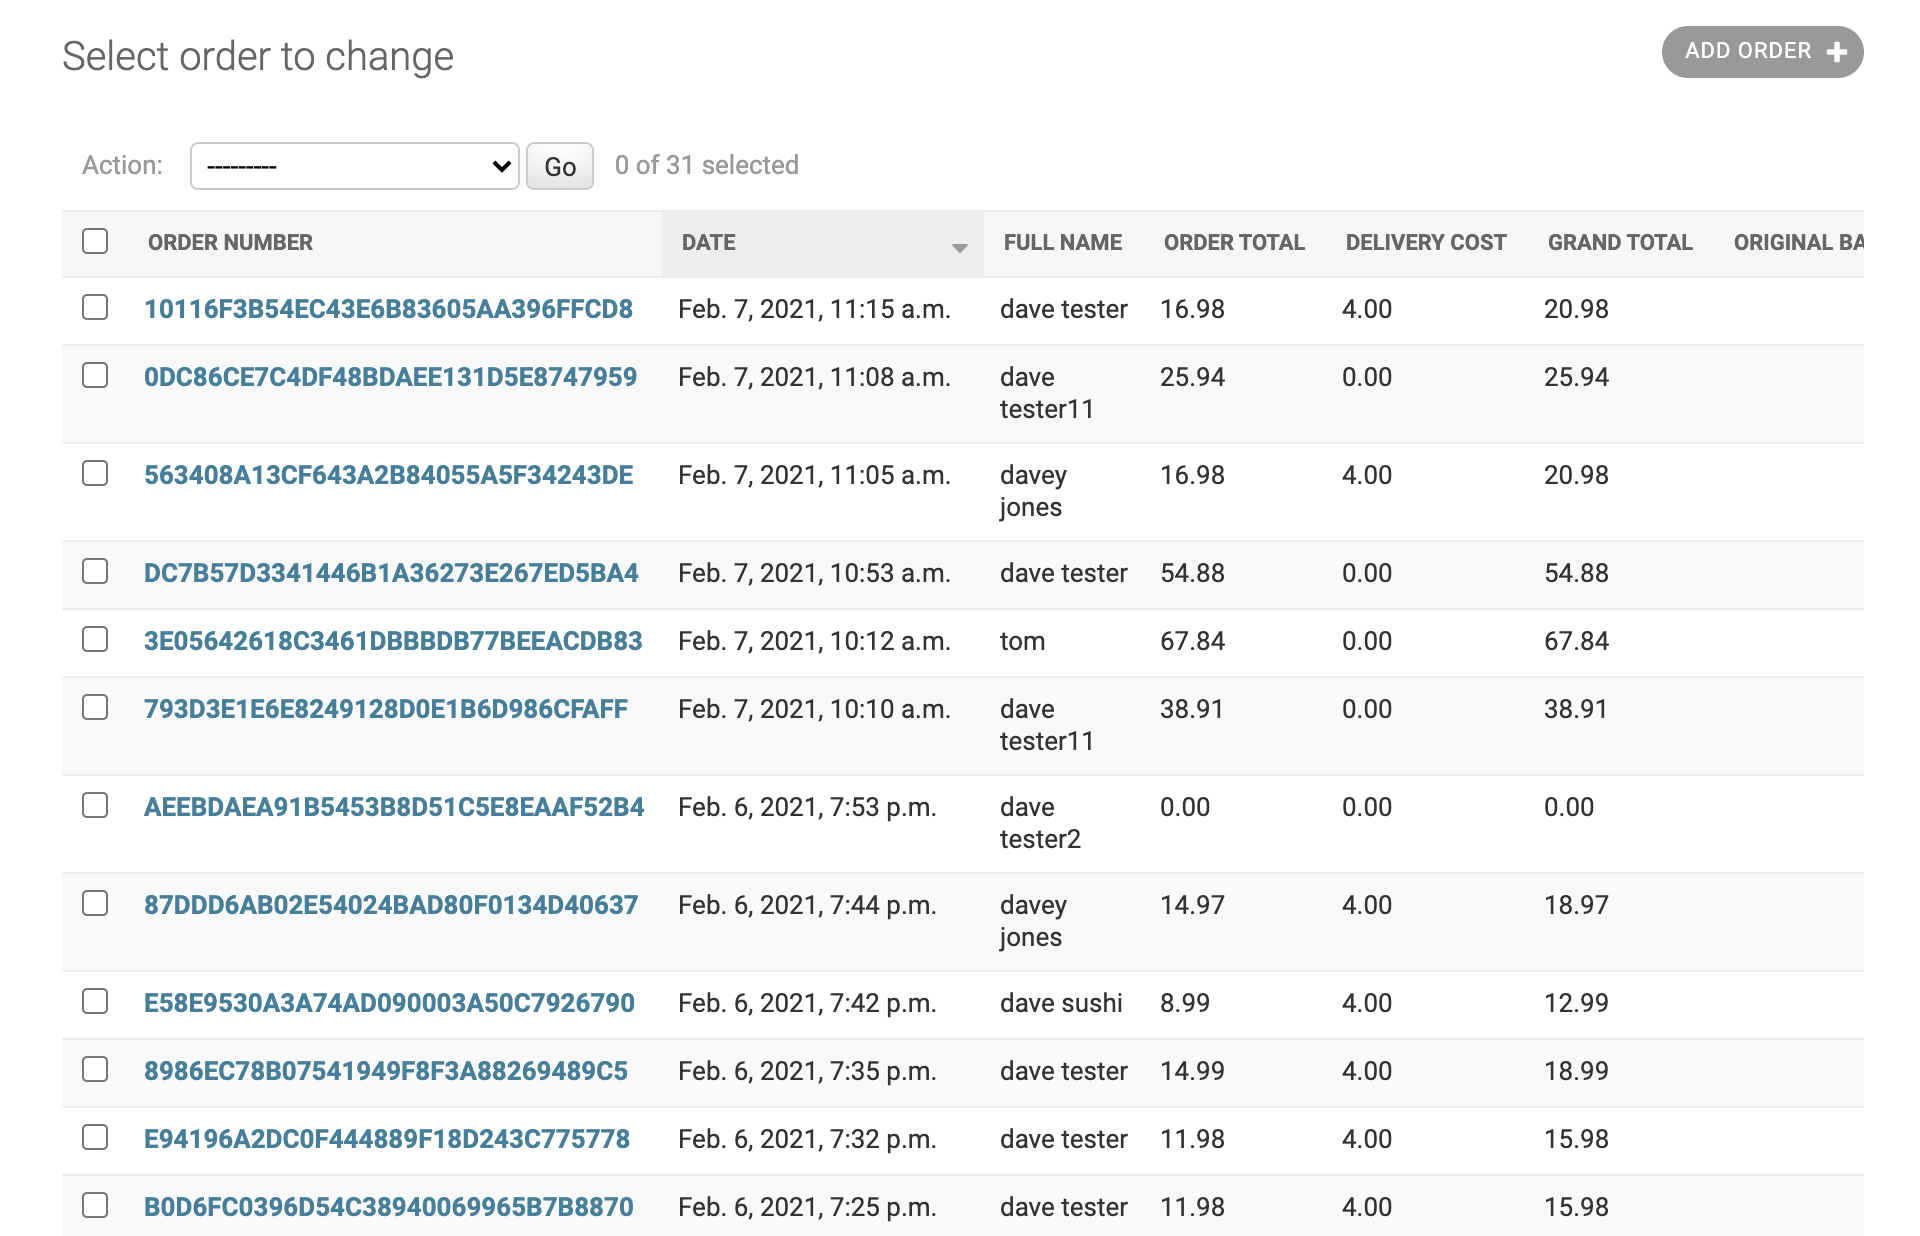 Select order to change
ADD ORDER
Action: --------- Go 0 of 31 selected
ORDER NUMBER DATE FULL NAME ORDER TOTAL DELIVERY COST GRAND TOTAL ORIGINAL BA
10116F3B54EC43E6B83605AA396FFCD8 Feb. 7, 2021, 11:15 a.m. dave tester 16.98 4.00 20.98
0DC86CE7C4DF48BDAEE131D5E8747959 Feb. 7, 2021, 11:08 a.m. dave 25.94 0.00 25.94
tester11
563408A13CF643A2B84055A5F34243DE Feb. 7, 2021, 11:05 a.m. davey 16.98 4.00 20.98
jones
DC7B57D3341446B1A36273E267ED5BA4 Feb. 7, 2021, 10:53 a.m. dave tester 54.88 0.00 54.88
3E05642618C3461DBBBDB77BEEACDB83 Feb. 7, 2021, 10:12 a.m. tom 67.84 0.00 67.84
793D3E1E6E8249128D0E1B6D986CFAFF Feb. 7, 2021, 10:10 a.m. dave 38.91 0.00 38.91
tester11
AEEBDAEA91B5453B8D51C5E8EAAF52B4 Feb. 6, 2021, 7:53 p.m. dave 0.00 0.00 0.00
tester2
87DDD6AB02E54024BAD80F0134D40637 Feb. 6, 2021, 7:44 p.m. davey 14.97 4.00 18.97
jones
E58E9530A3A74AD090003A50C7926790 Feb. 6, 2021, 7:42 p.m. dave sushi 8.99 4.00 12.99
8986EC78B07541949F8F3A88269489C5 Feb. 6, 2021, 7:35 p.m. dave tester 14.99 4.00 18.99
E94196A2DC0F444889F18D243C775778 Feb. 6, 2021, 7:32 p.m. dave tester 11.98 4.00 15.98
B0D6FC0396D54C38940069965B7B8870 Feb. 6, 2021, 7:25 p.m. dave tester 11.98 4.00 15.98